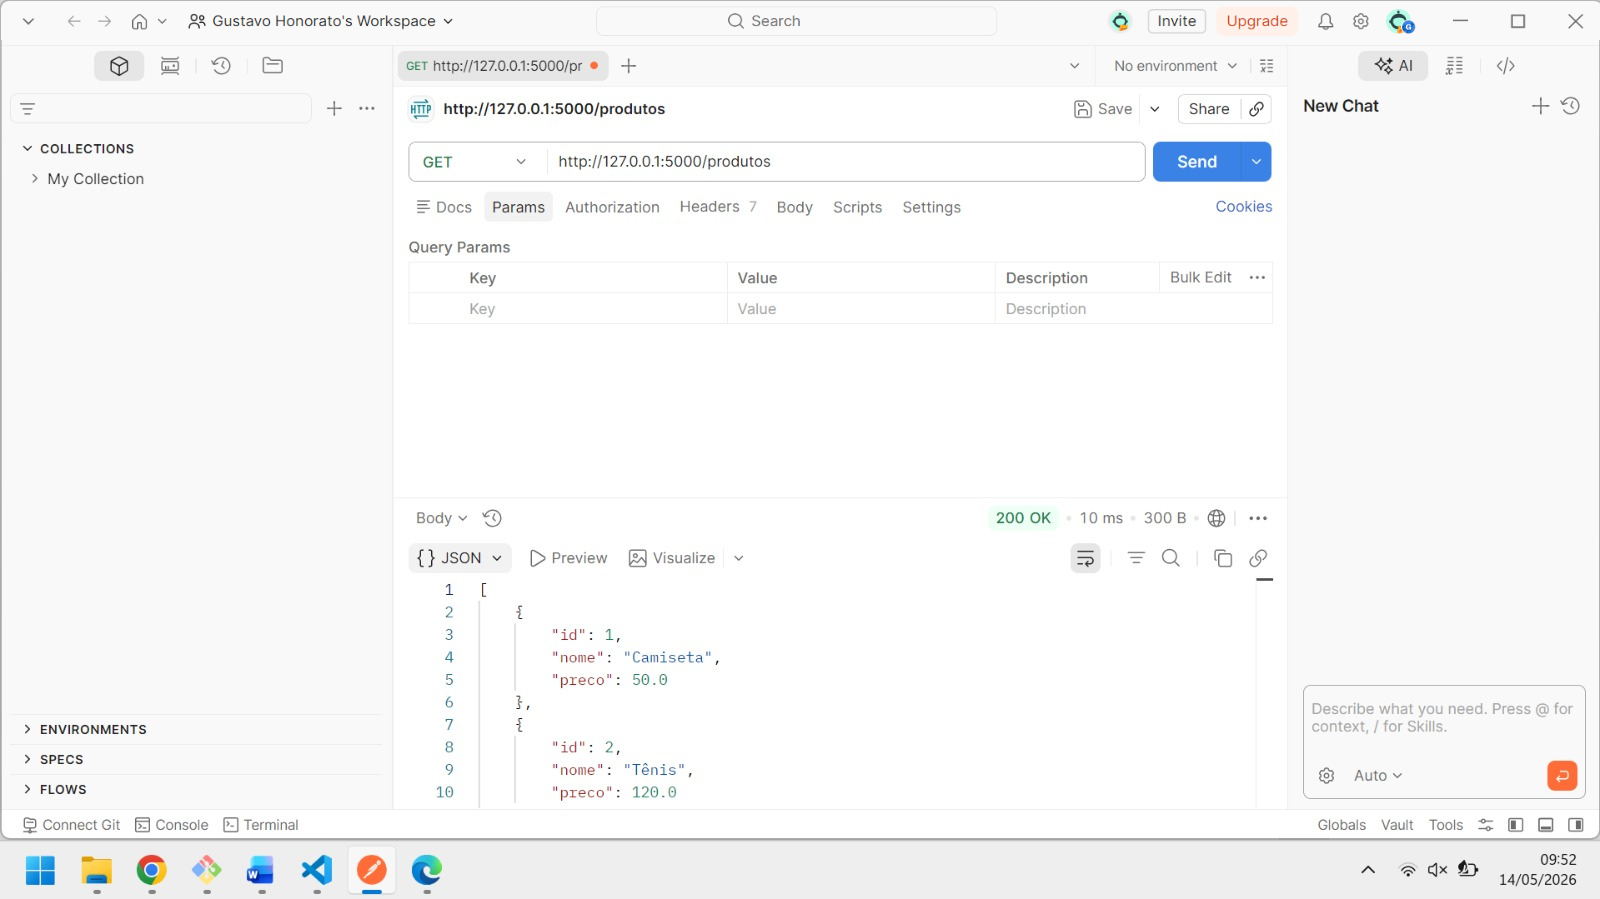 Gustavo Honorato's Workspace
Search
Invite
Upgrade
GET http://127.0.0.1:5000/pr
No environment
AI
HTTP http://127.0.0.1:5000/produtos
Save
Share
New Chat
COLLECTIONS
My Collection
GET
http://127.0.0.1:5000/produtos
Send
Docs
Params
Authorization
Headers 7
Body
Scripts
Settings
Cookies
Query Params
Key
Value
Description
Bulk Edit
Key
Value
Description
Body
200 OK
10 ms
300 B
{} JSON
Preview
Visualize
1 [
2 {
3 "id": 1,
4 "nome": "Camiseta",
5 "preco": 50.0
6 },
7 {
8 "id": 2,
9 "nome": "Tênis",
10 "preco": 120.0
Describe what you need. Press @ for
context, / for Skills.
Auto
ENVIRONMENTS
SPECS
FLOWS
Connect Git
Console
Terminal
Globals
Vault
Tools
09:52
14/05/2026